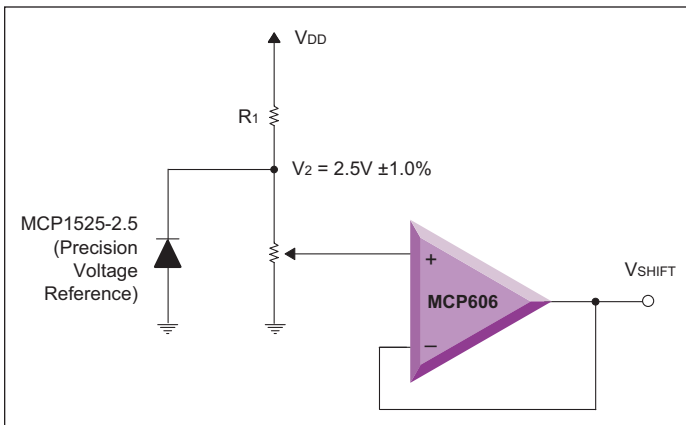 VDD
R1
V2 = 2.5V ±1.0%
MCP1525-2.5
(Precision
Voltage
Reference)
+
MCP606
–
VSHIFT